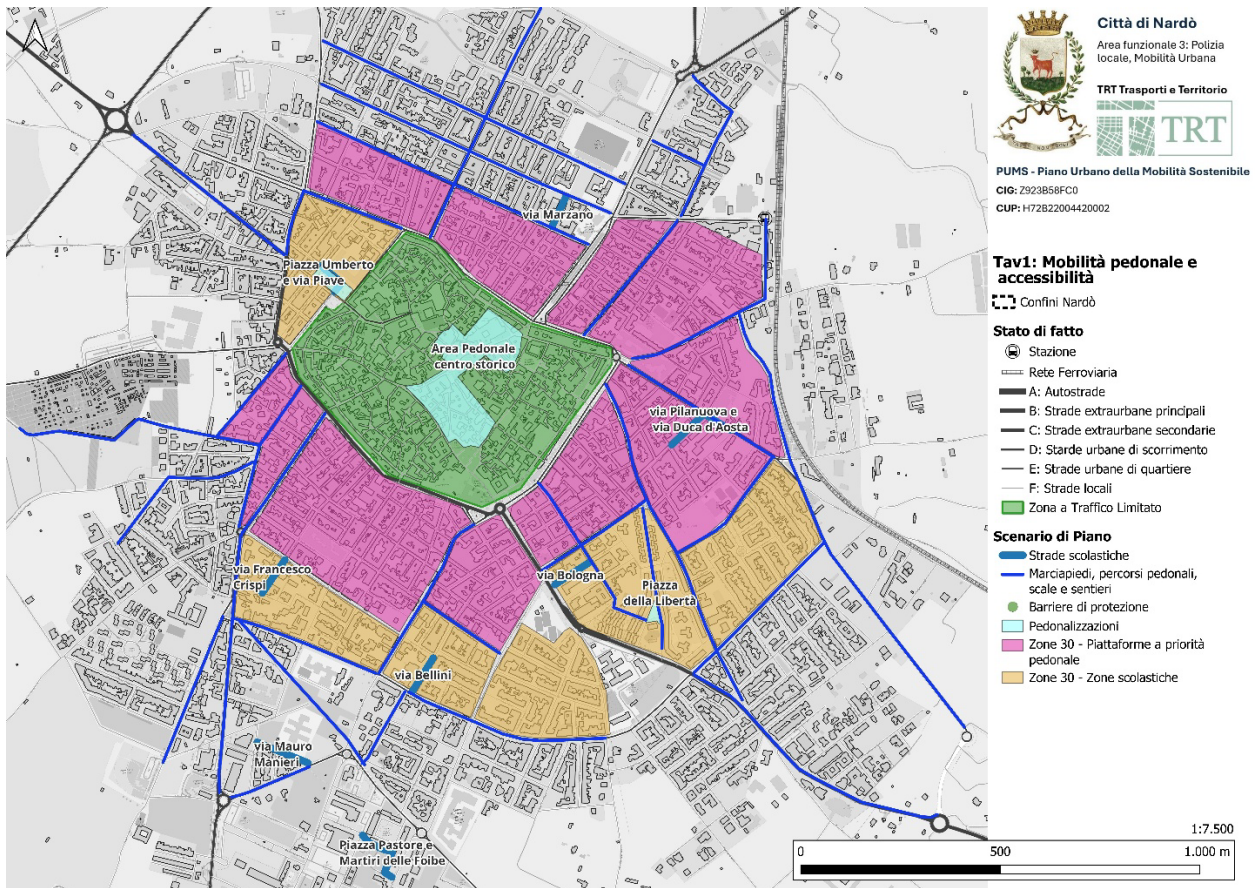 Città di Nardò
Area funzionale 3: Polizia
locale, Mobilità Urbana
TRT Trasporti e Territorio
TRT
PUMS - Piano Urbano della Mobilità Sostenibile
CIG: Z923B58FC0
CUP: H72B22004420002
Tav1: Mobilità pedonale e
accessibilità
Confini Nardò
Stato di fatto
Stazione
Rete Ferroviaria
A: Autostrade
B: Strade extraurbane principali
C: Strade extraurbane secondarie
D: Starde urbane di scorrimento
E: Strade urbane di quartiere
F: Strade locali
Zona a Traffico Limitato
Scenario di Piano
Strade scolastiche
Marciapiedi, percorsi pedonali,
scale e sentieri
Barriere di protezione
Pedonalizzazioni
Zone 30 - Piattaforme a priorità
pedonale
Zone 30 - Zone scolastiche
via Marzano
Piazza Umberto
e via Piave
Area Pedonale
centro storico
via Pilanuova e
via Duca d'Aosta
via Francesco
Crispi
via Bologna
Piazza
della Libertà
via Bellini
via Mauro
Manieri
Piazza Pastore e
Martiri delle Foibe
1:7.500
0 500 1.000 m